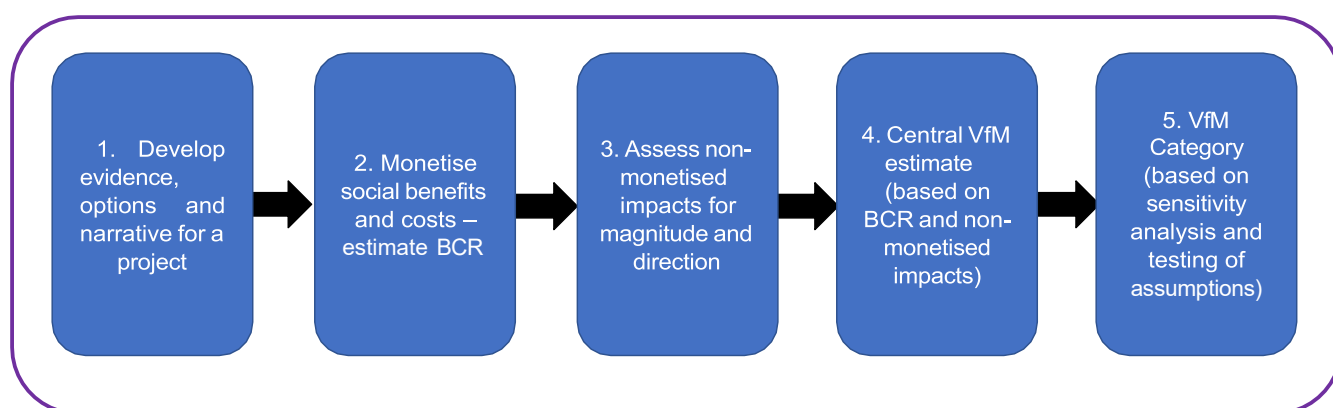 1. Develop
evidence,
options and
narrative for a
project
2. Monetise
social benefits
and costs –
estimate BCR
3. Assess non-
monetised
impacts for
magnitude and
direction
4. Central VfM
estimate
(based on
BCR and non-
monetised
impacts)
5. VfM
Category
(based on
sensitivity
analysis and
testing of
assumptions)